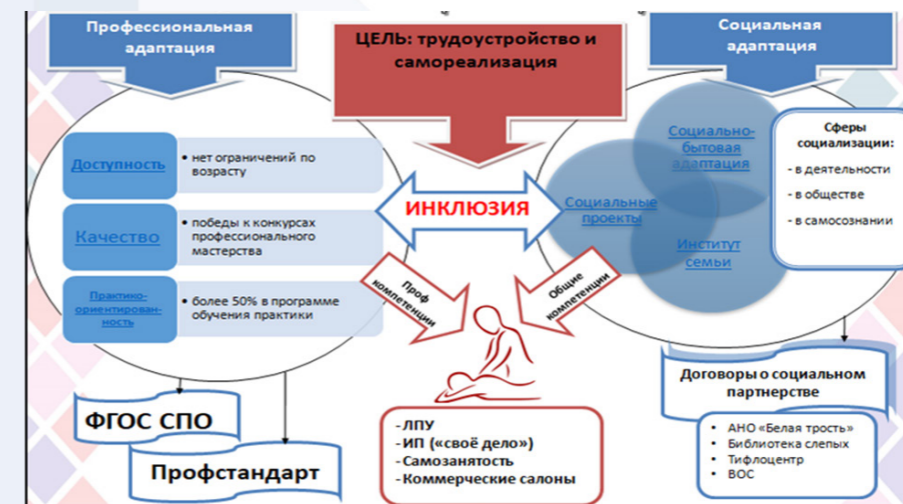 Профессиональная
адаптация
ЦЕЛЬ: трудоустройство и
самореализация
Социальная
адаптация
Доступность
• нет ограничений по
возрасту
Качество
• победы к конкурсах
профессионального
мастерства
Практико-
ориентирован-
ность
• более 50% в программе
обучения практики
ИНКЛЮЗИЯ
Социально-
бытовая
адаптация
Социальные
проекты
Институт
семьи
Сферы
социализации:
- в деятельности
- в обществе
- в самосознании
Проф
компетенции
Общие
компетенции
ФГОС СПО
Профстандарт
-ЛПУ
-ИП («своё дело»)
-Самозанятость
-Коммерческие салоны
Договоры о социальном
партнерстве
• АНО «Белая трость»
• Библиотека слепых
• Тифлоцентр
• ВОС